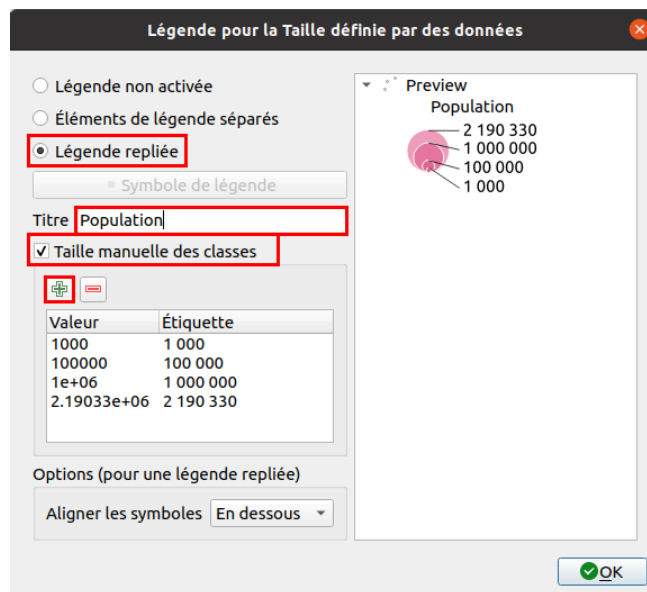 Légende pour la Taille définie par des données
Légende non activée
Éléments de légende séparés
Légende repliée
Symbole de légende
Titre Population
Taille manuelle des classes
Valeur Étiquette
1000 1 000
100000 100 000
1e+06 1 000 000
2.19033e+06 2 190 330
Options (pour une légende repliée)
Aligner les symboles En dessous
Preview
Population
2 190 330
1 000 000
100 000
1 000
OK